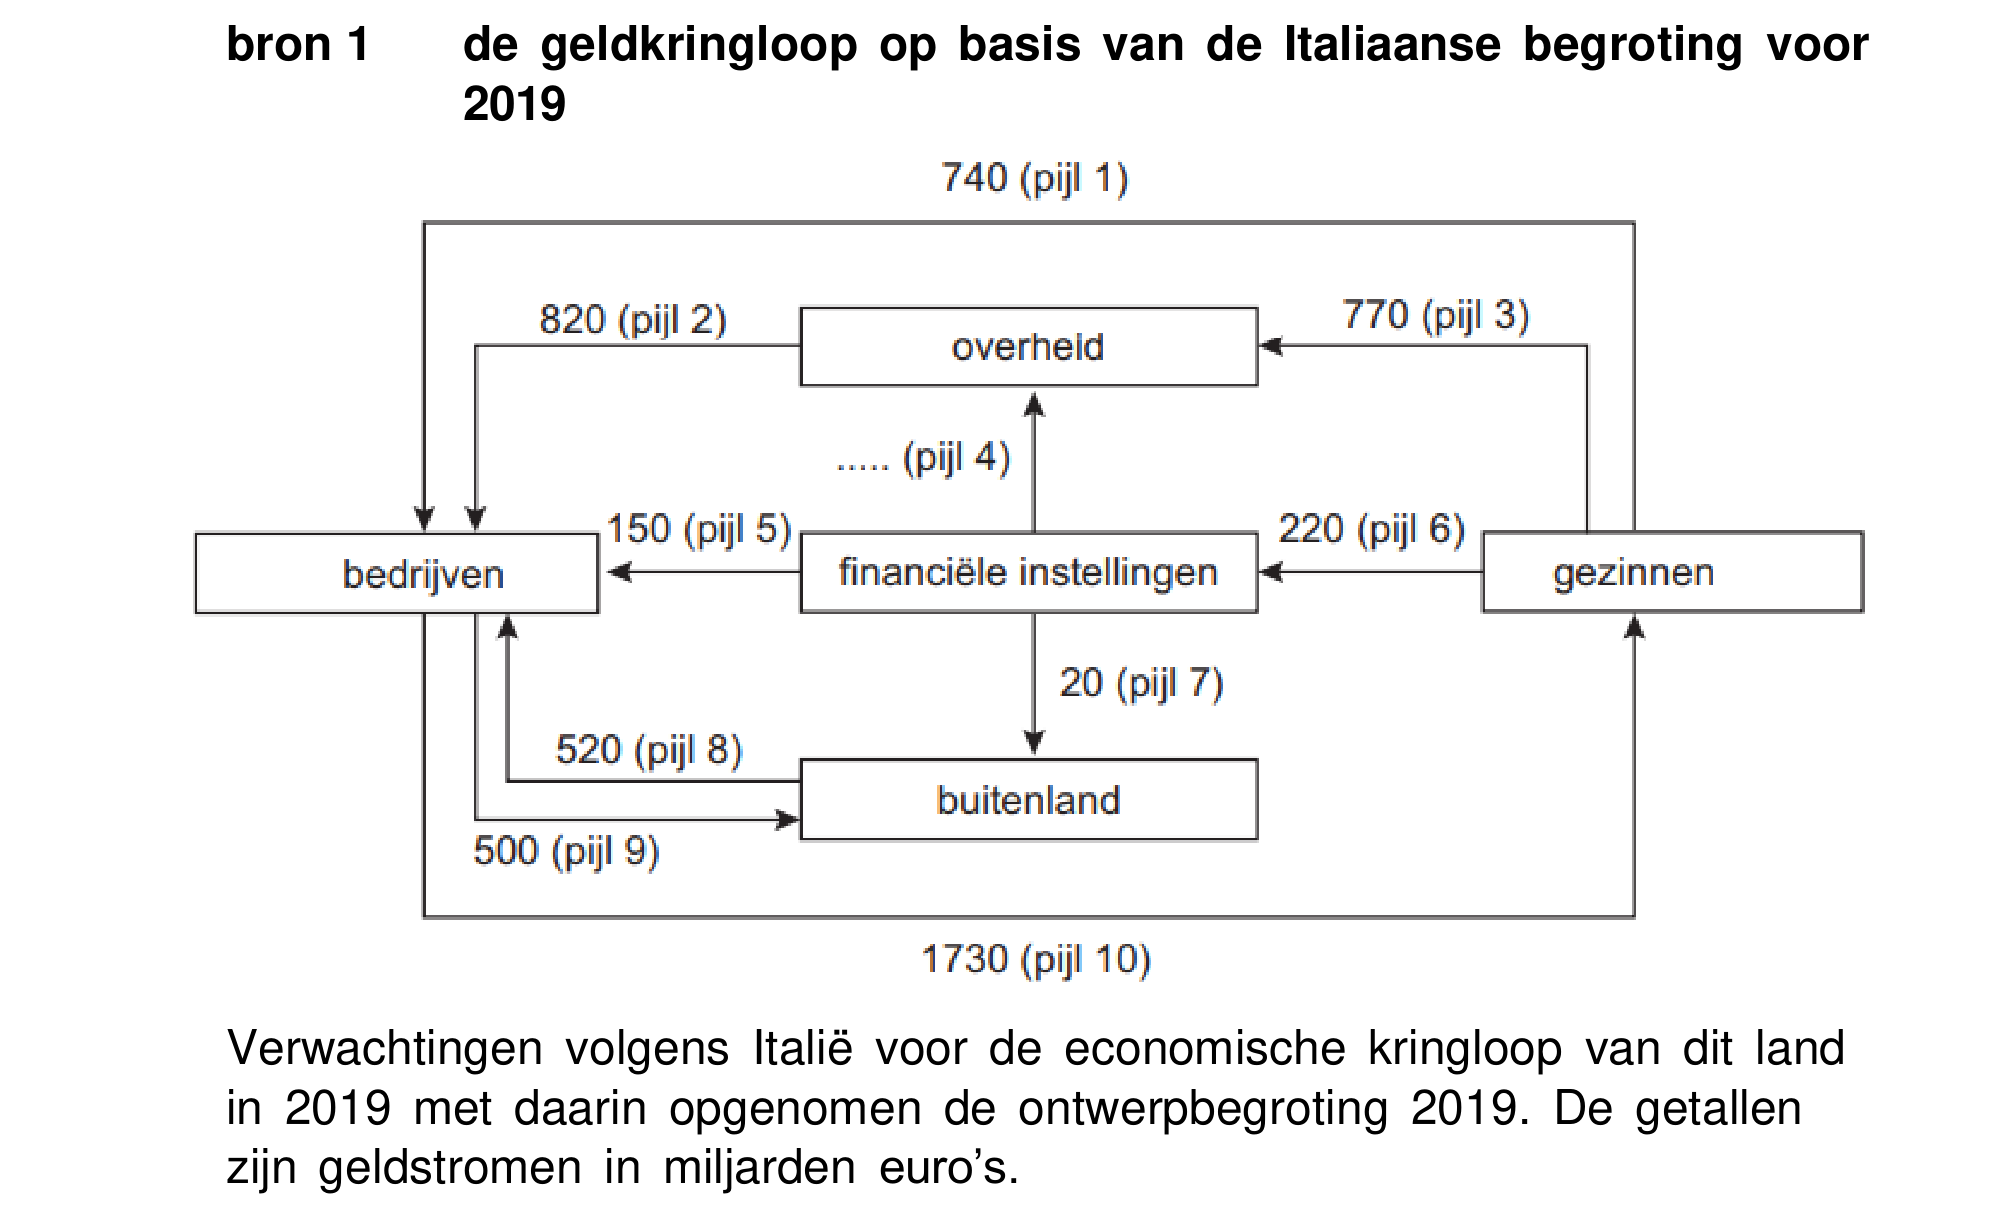 bron 1 de geldkringloop op basis van de Italiaanse begroting voor
2019
740 (pijl 1)
820 (pijl 2)
overheid
770 (pijl 3)
..... (pijl 4)
bedrijven
150 (pijl 5)
financiële instellingen
220 (pijl 6)
gezinnen
20 (pijl 7)
520 (pijl 8)
buitenland
500 (pijl 9)
1730 (pijl 10)
Verwachtingen volgens Italië voor de economische kringloop van dit land
in 2019 met daarin opgenomen de ontwerpbegroting 2019. De getallen
zijn geldstromen in miljarden euro's.